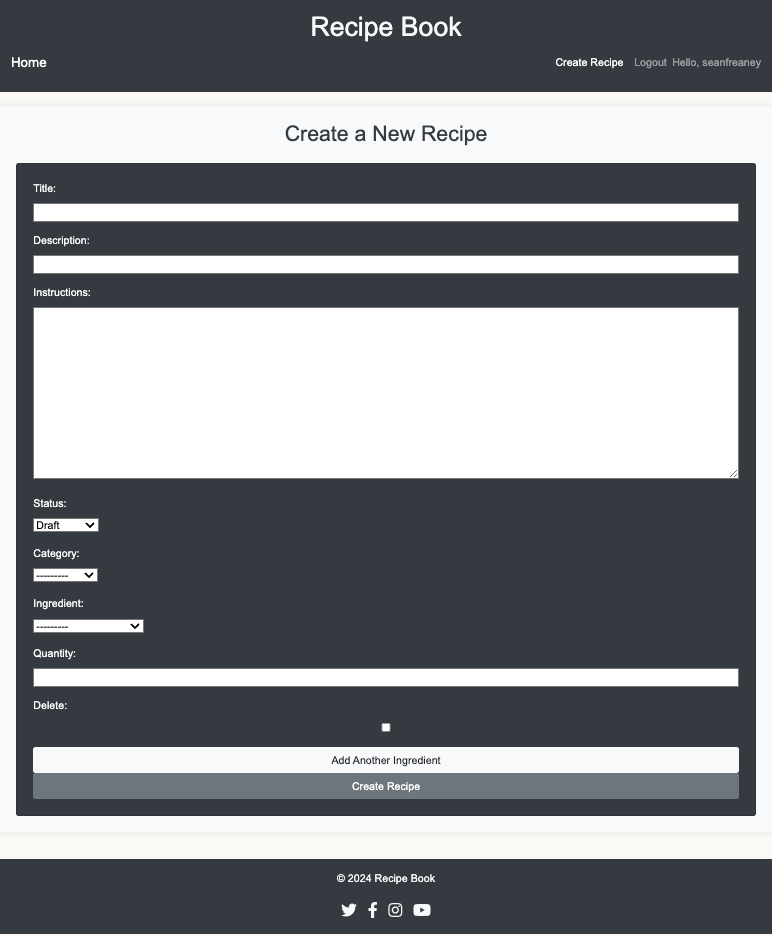 Recipe Book
Home
Create Recipe Logout Hello, seanfreaney
Create a New Recipe
Title:
Description:
Instructions:
Status:
Draft
Category:
---------
Ingredient:
---------
Quantity:
Delete:
Add Another Ingredient
Create Recipe
© 2024 Recipe Book